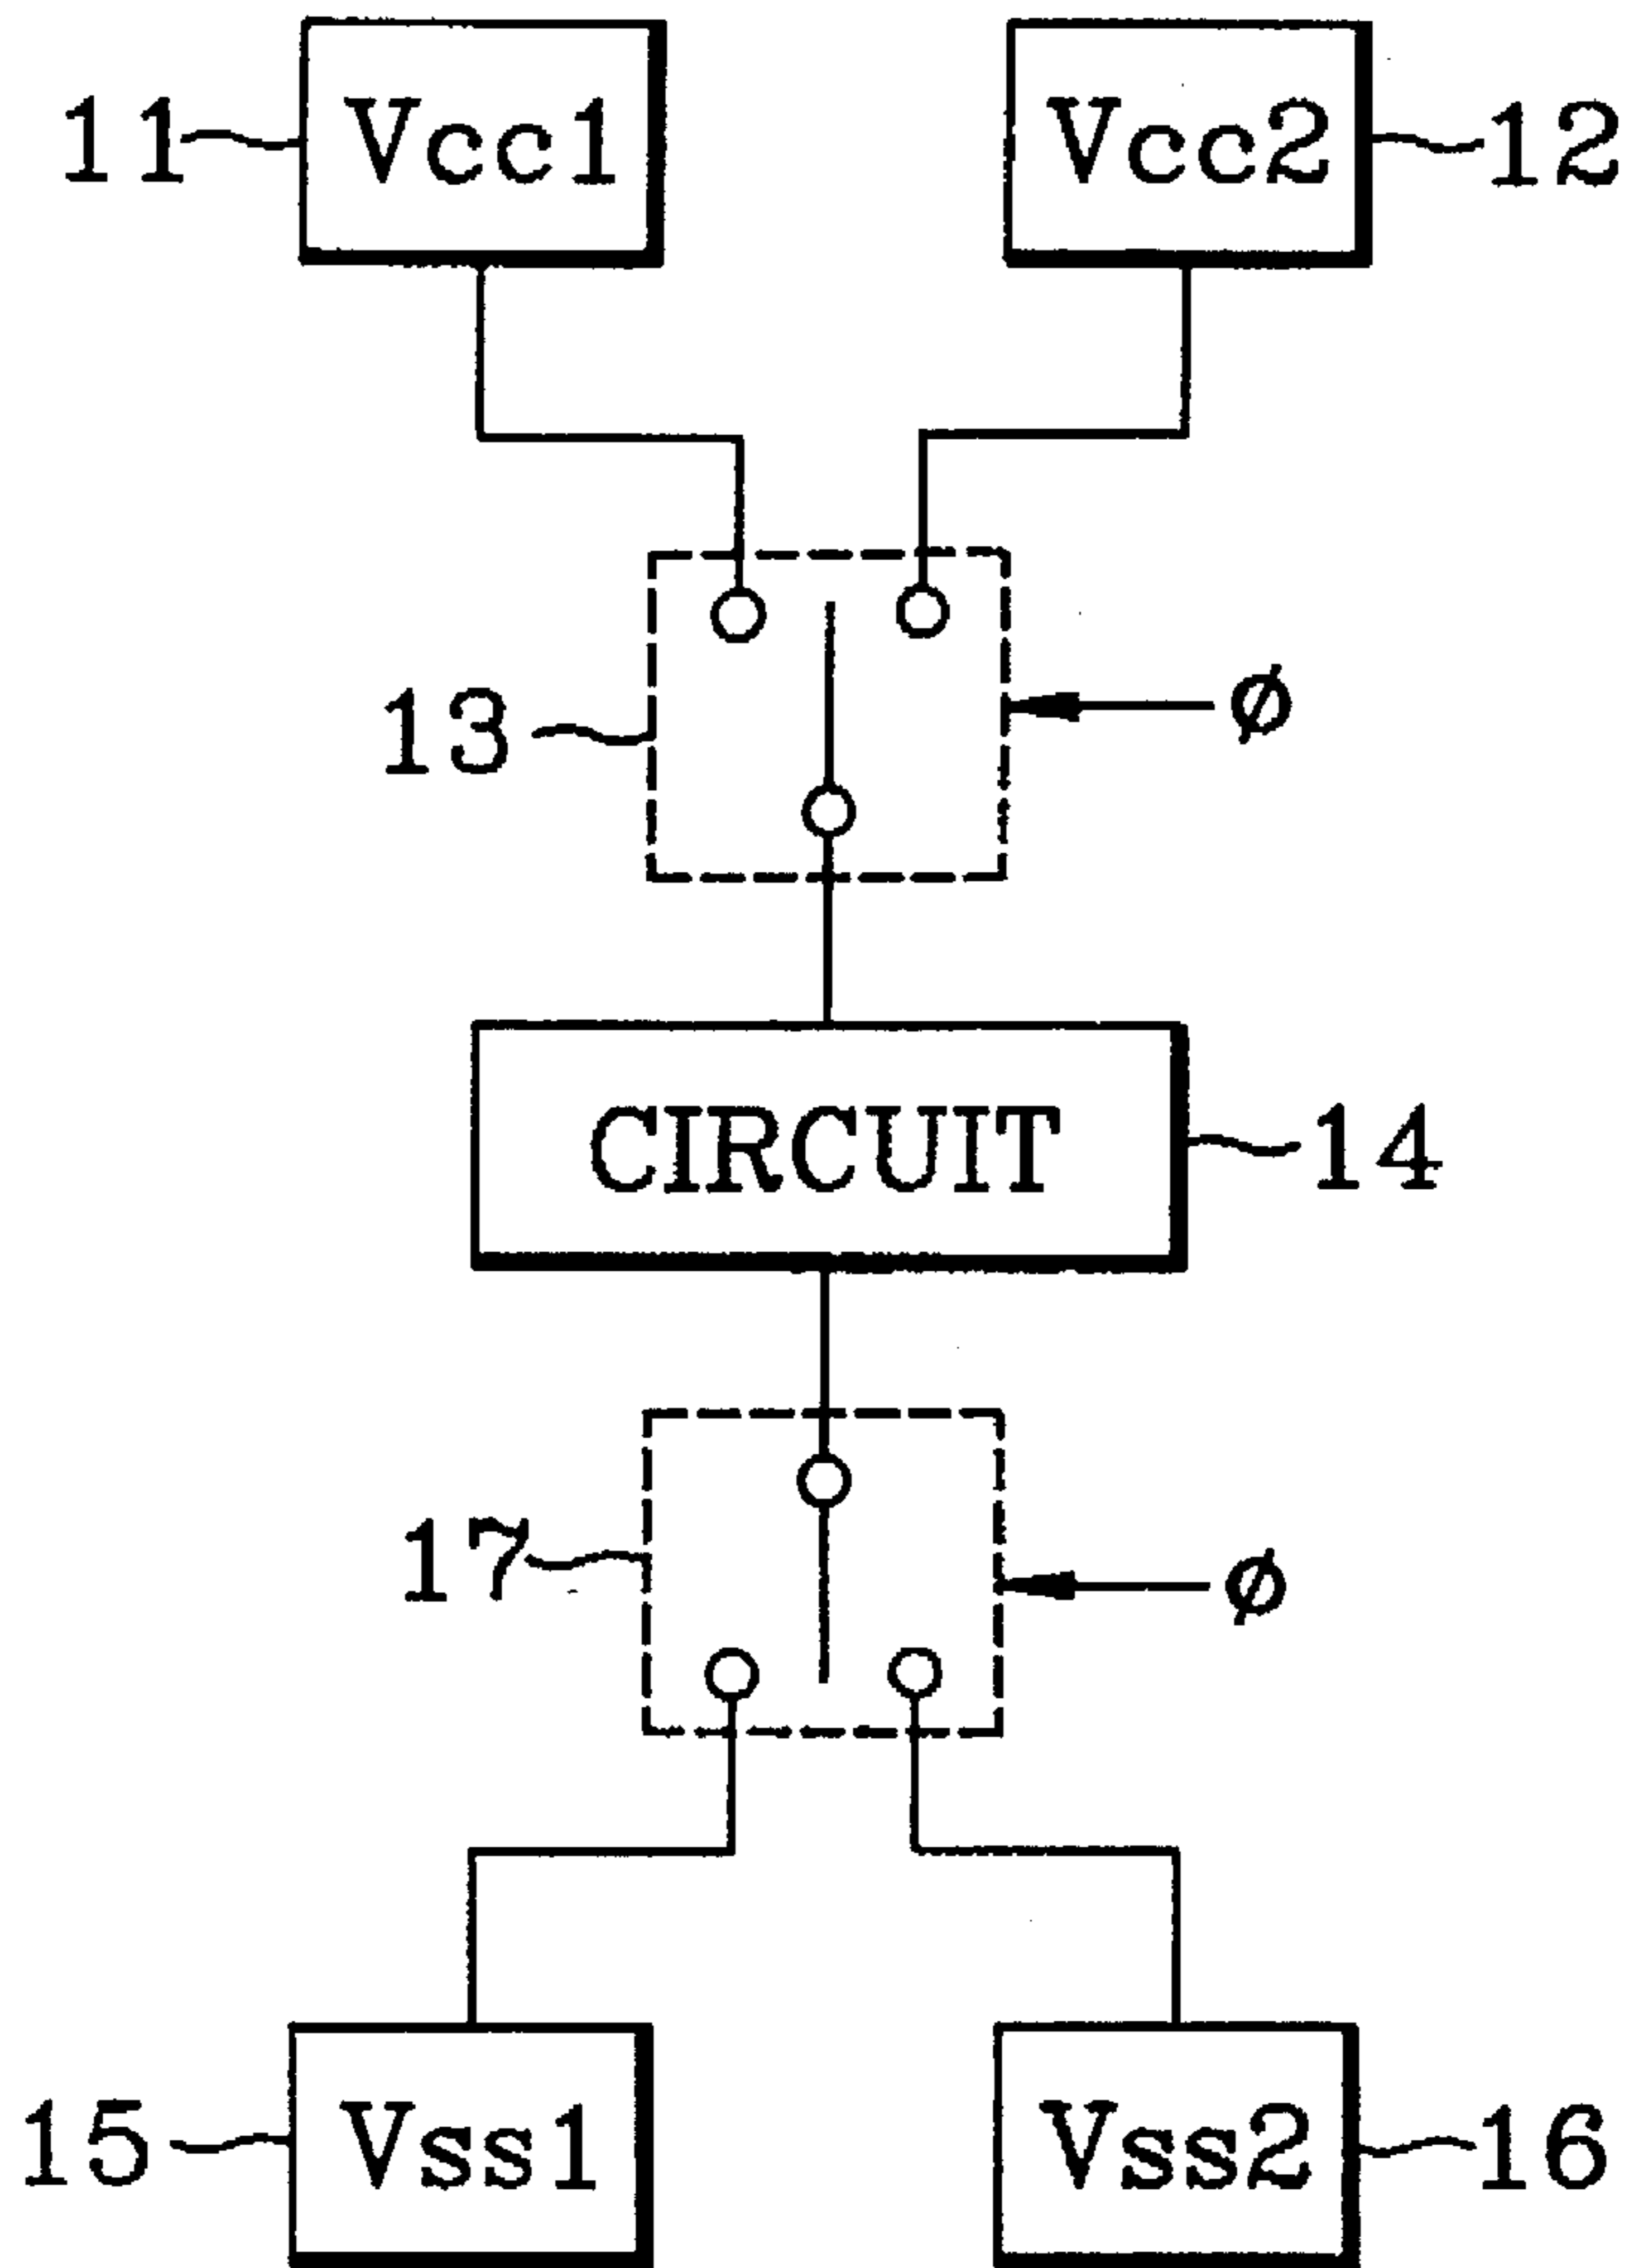 11 Vcc1 Vcc2 12
13 ø
CIRCUIT 14
17 ø
15 Vss1 Vss2 16